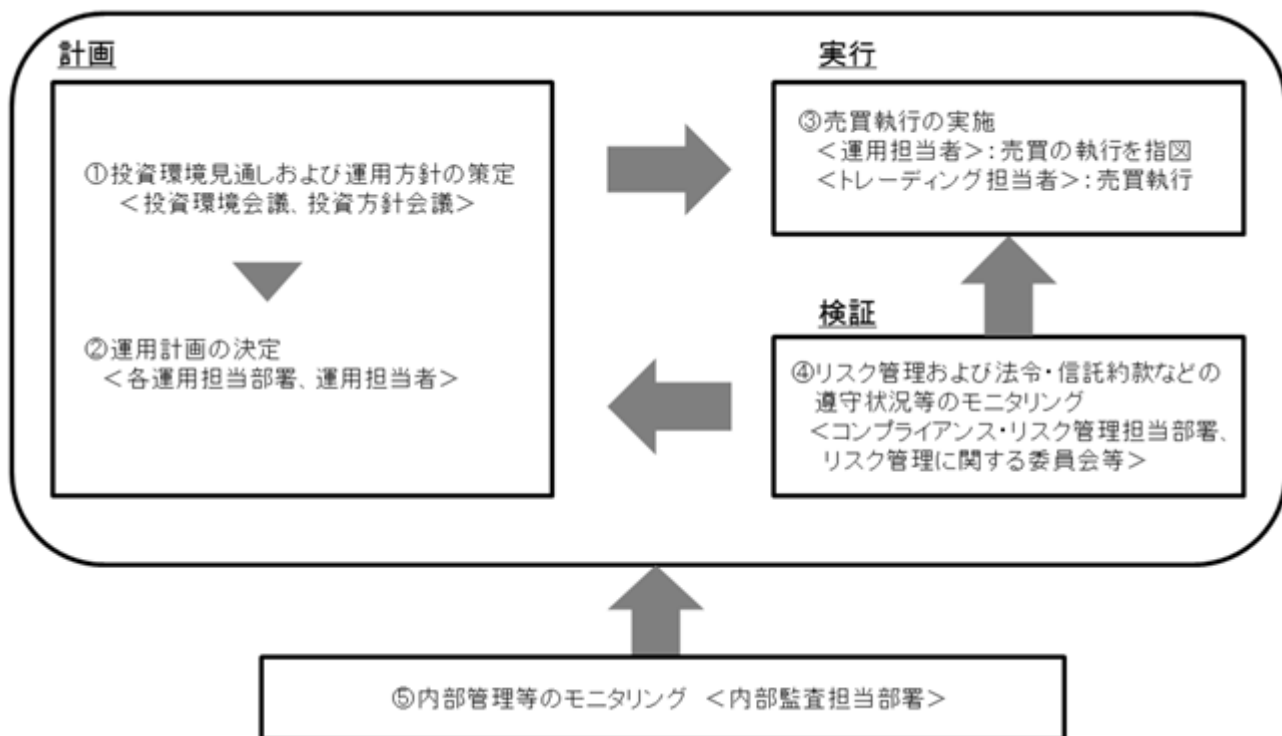 計画
①投資環境見通しおよび運用方針の策定
＜投資環境会議、投資方針会議＞
②運用計画の決定
＜各運用担当部署、運用担当者＞
実行
③売買執行の実施
＜運用担当者＞：売買の執行を指図
＜トレーディング担当者＞：売買執行
検証
④リスク管理および法令・信託約款などの
遵守状況等のモニタリング
＜コンプライアンス・リスク管理担当部署、
リスク管理に関する委員会等＞
⑤内部管理等のモニタリング ＜内部監査担当部署＞